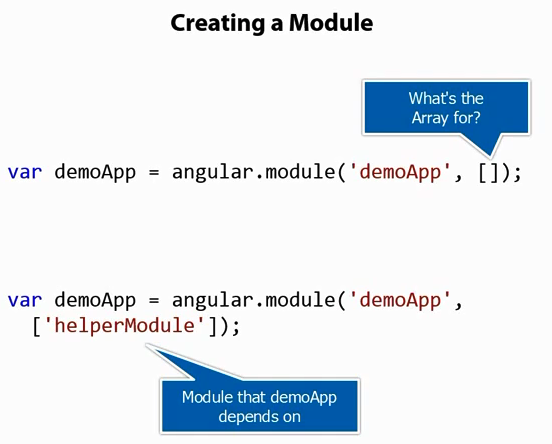 Creating a Module
What's the
Array for?
var demoApp = angular.module('demoApp', []);
var demoApp = angular.module('demoApp',
['helperModule']);
Module that demoApp
depends on